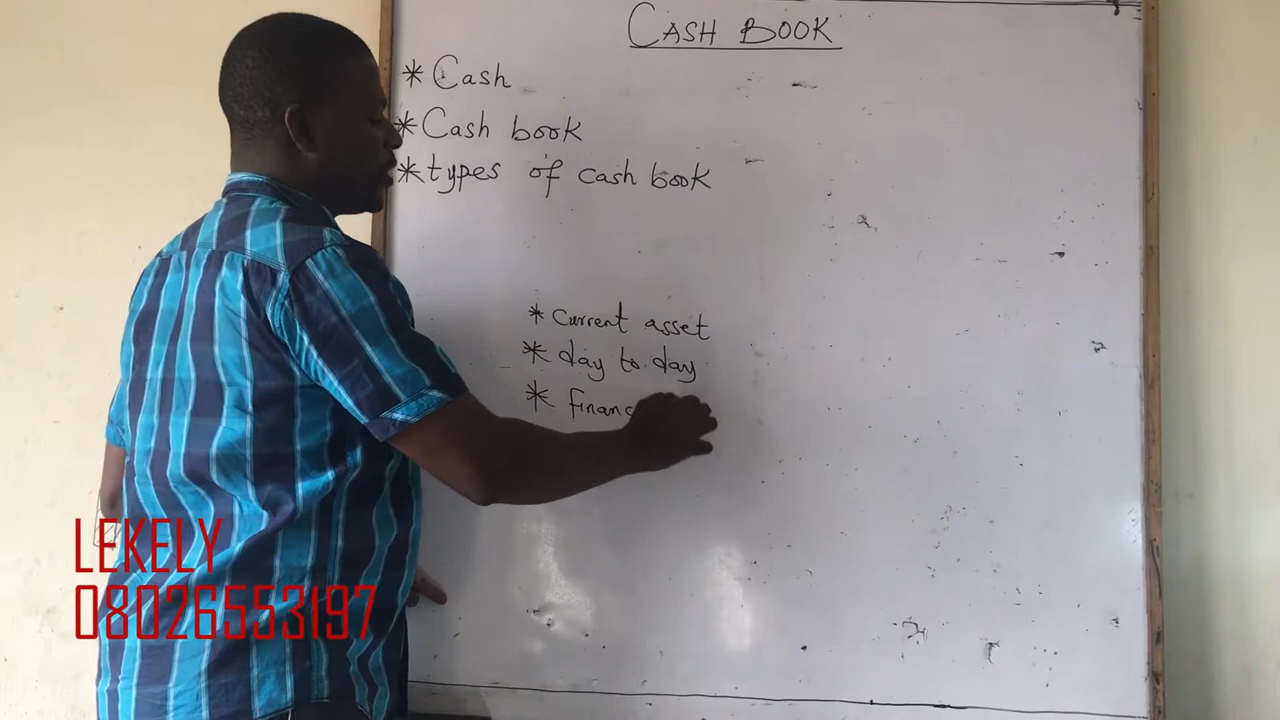 CASH BOOK
* Cash
* Cash book
* types of cash book
* current asset
* day to day
* financ
LEKELY
08026553197